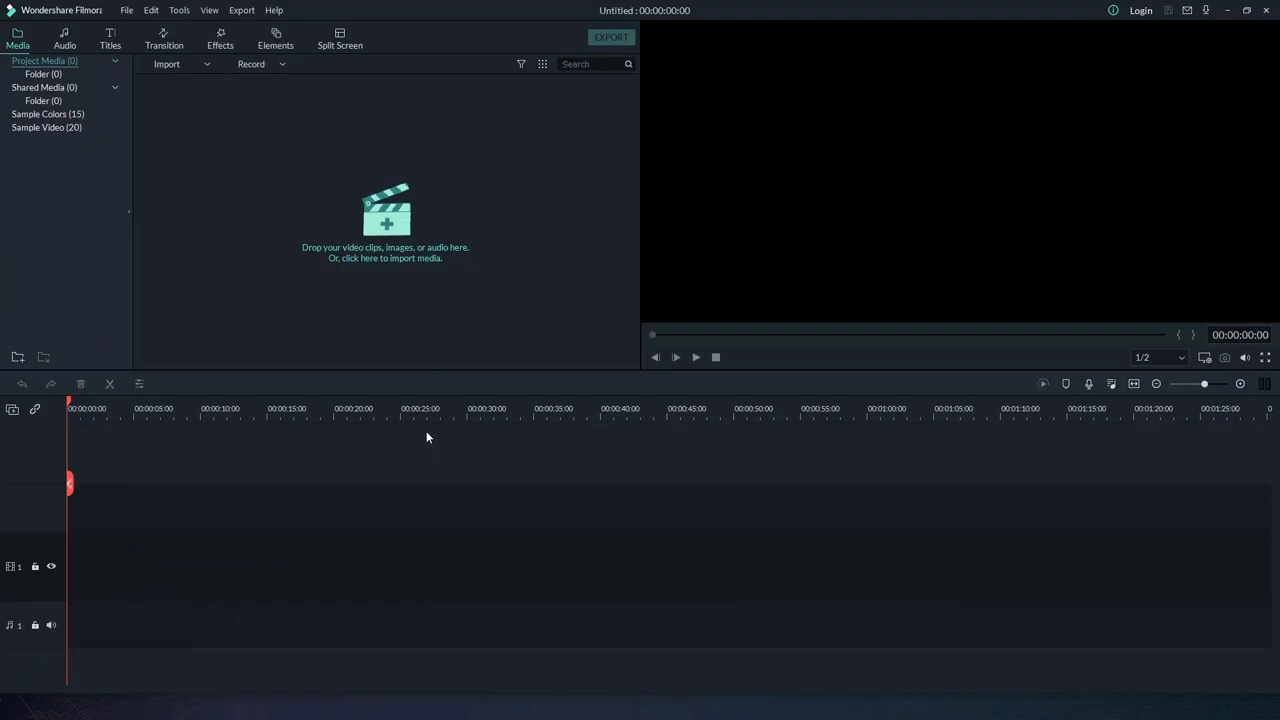 Wondershare Filmora File Edit Tools View Export Help Untitled : 00:00:00:00 Login
Media Audio Titles Transition Effects Elements Split Screen EXPORT
Project Media (0)
Folder (0)
Shared Media (0)
Folder (0)
Sample Colors (15)
Sample Video (20)
Import Record Search
Drop your video clips, images, or audio here.
Or, click here to import media.
{ } 00:00:00:00
1/2
00:00:00:00 00:00:05:00 00:00:10:00 00:00:15:00 00:00:20:00 00:00:25:00 00:00:30:00 00:00:35:00 00:00:40:00 00:00:45:00 00:00:50:00 00:00:55:00 00:01:00:00 00:01:05:00 00:01:10:00 00:01:15:00 00:01:20:00 00:01:25:00 0
1
1